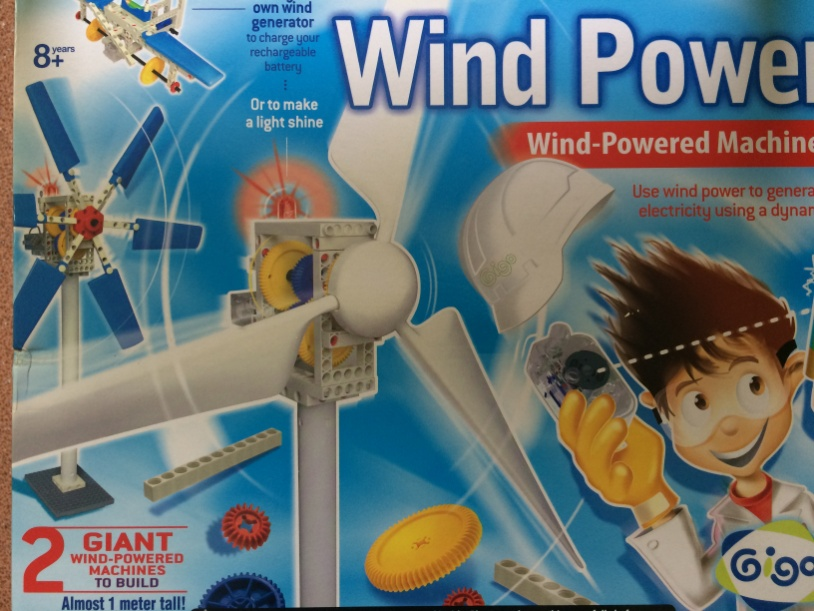 8+ years
own wind
generator
to charge your
rechargeable
battery
Or to make
a light shine
Wind Power
Wind-Powered Machine
Use wind power to genera
electricity using a dynam
Gigo
2 GIANT
WIND-POWERED
MACHINES
TO BUILD
Almost 1 meter tall!
Gigo